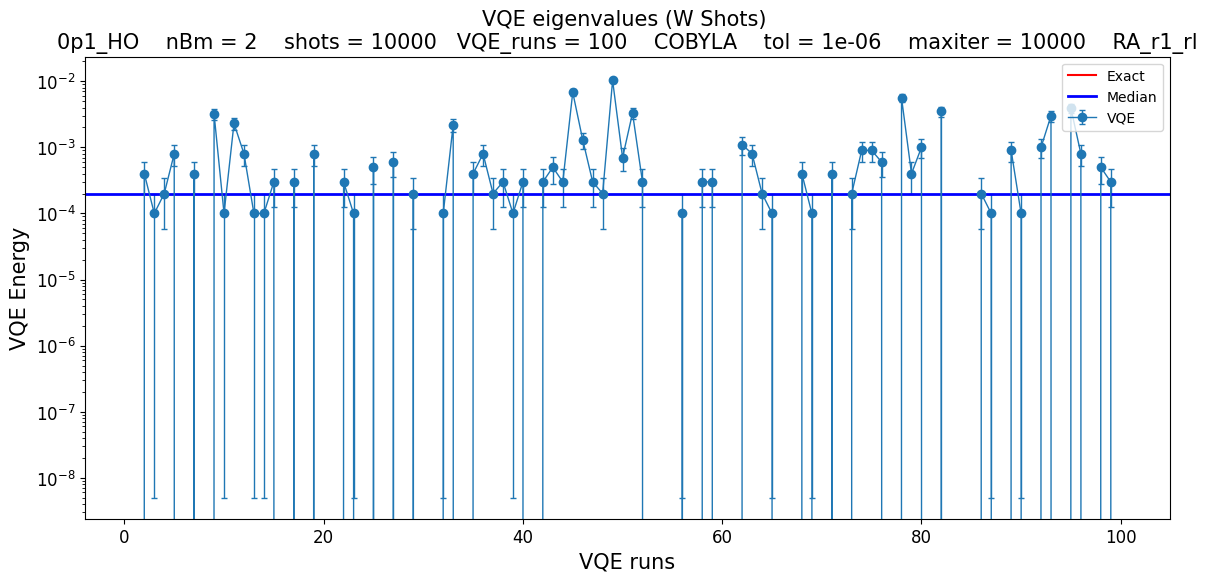 VQE eigenvalues (W Shots)
0p1_HO    nBm = 2    shots = 10000   VQE_runs = 100    COBYLA    tol = 1e-06    maxiter = 10000    RA_r1_rl
Exact
Median
VQE
VQE Energy
10⁻²
10⁻³
10⁻⁴
10⁻⁵
10⁻⁶
10⁻⁷
10⁻⁸
0 20 40 60 80 100
VQE runs